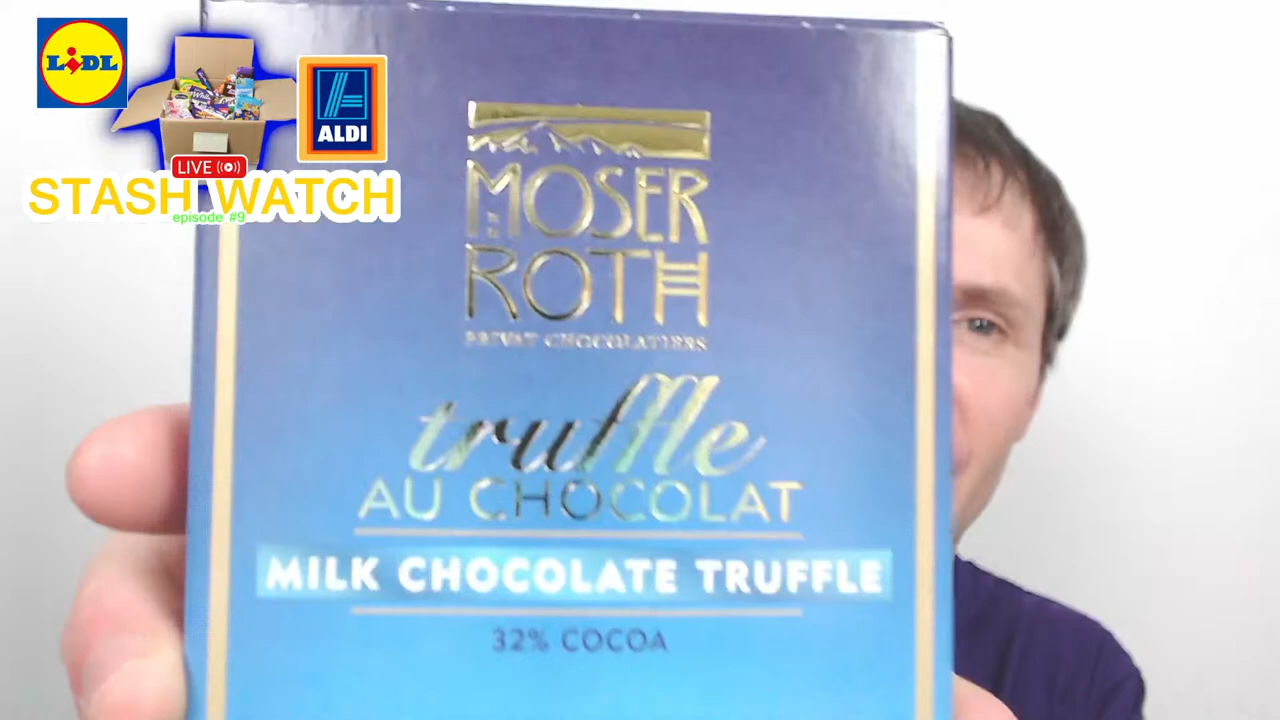 LIDL
ALDI
LIVE
STASH WATCH
episode #9
MOSER
ROTH
PRIVAT CHOCOLATIERS
truffle
AU CHOCOLAT
MILK CHOCOLATE TRUFFLE
32% COCOA